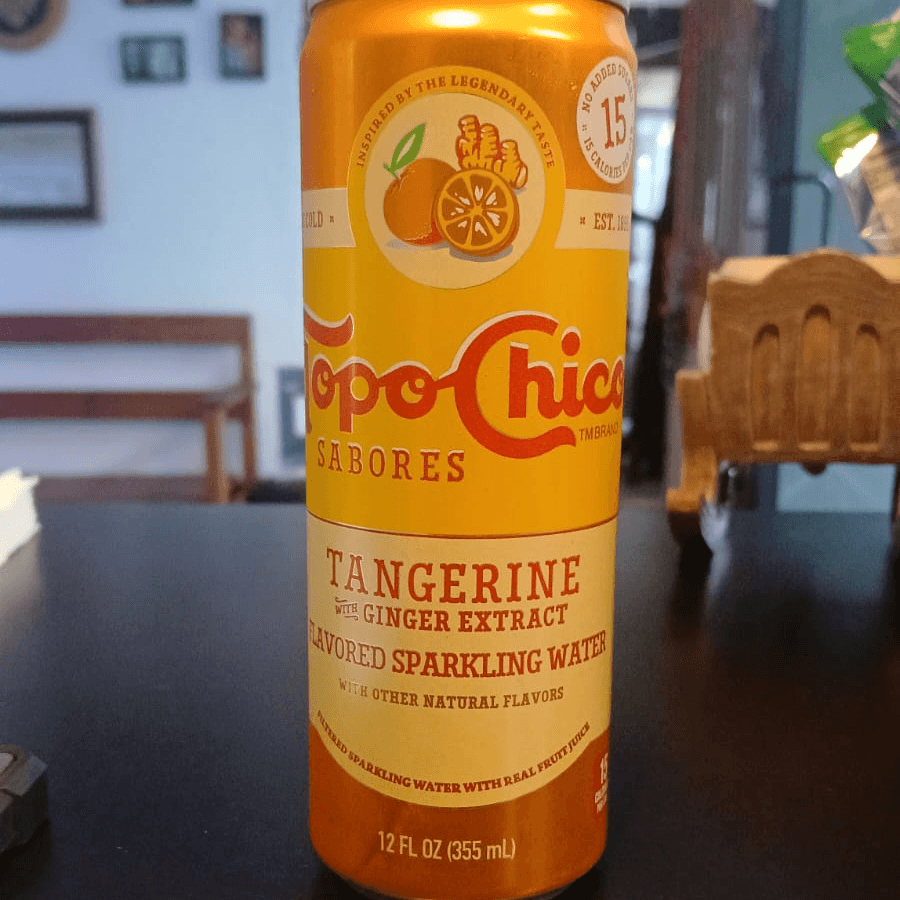 INSPIRED BY THE LEGENDARY TASTE
NO ADDED SUGAR
15
15 CALORIES PER
EST. 1895
Topo Chico
TM BRAND
SABORES
TANGERINE
WITH GINGER EXTRACT
FLAVORED SPARKLING WATER
WITH OTHER NATURAL FLAVORS
FILTERED SPARKLING WATER WITH REAL FRUIT JUICE
12 FL OZ (355 mL)